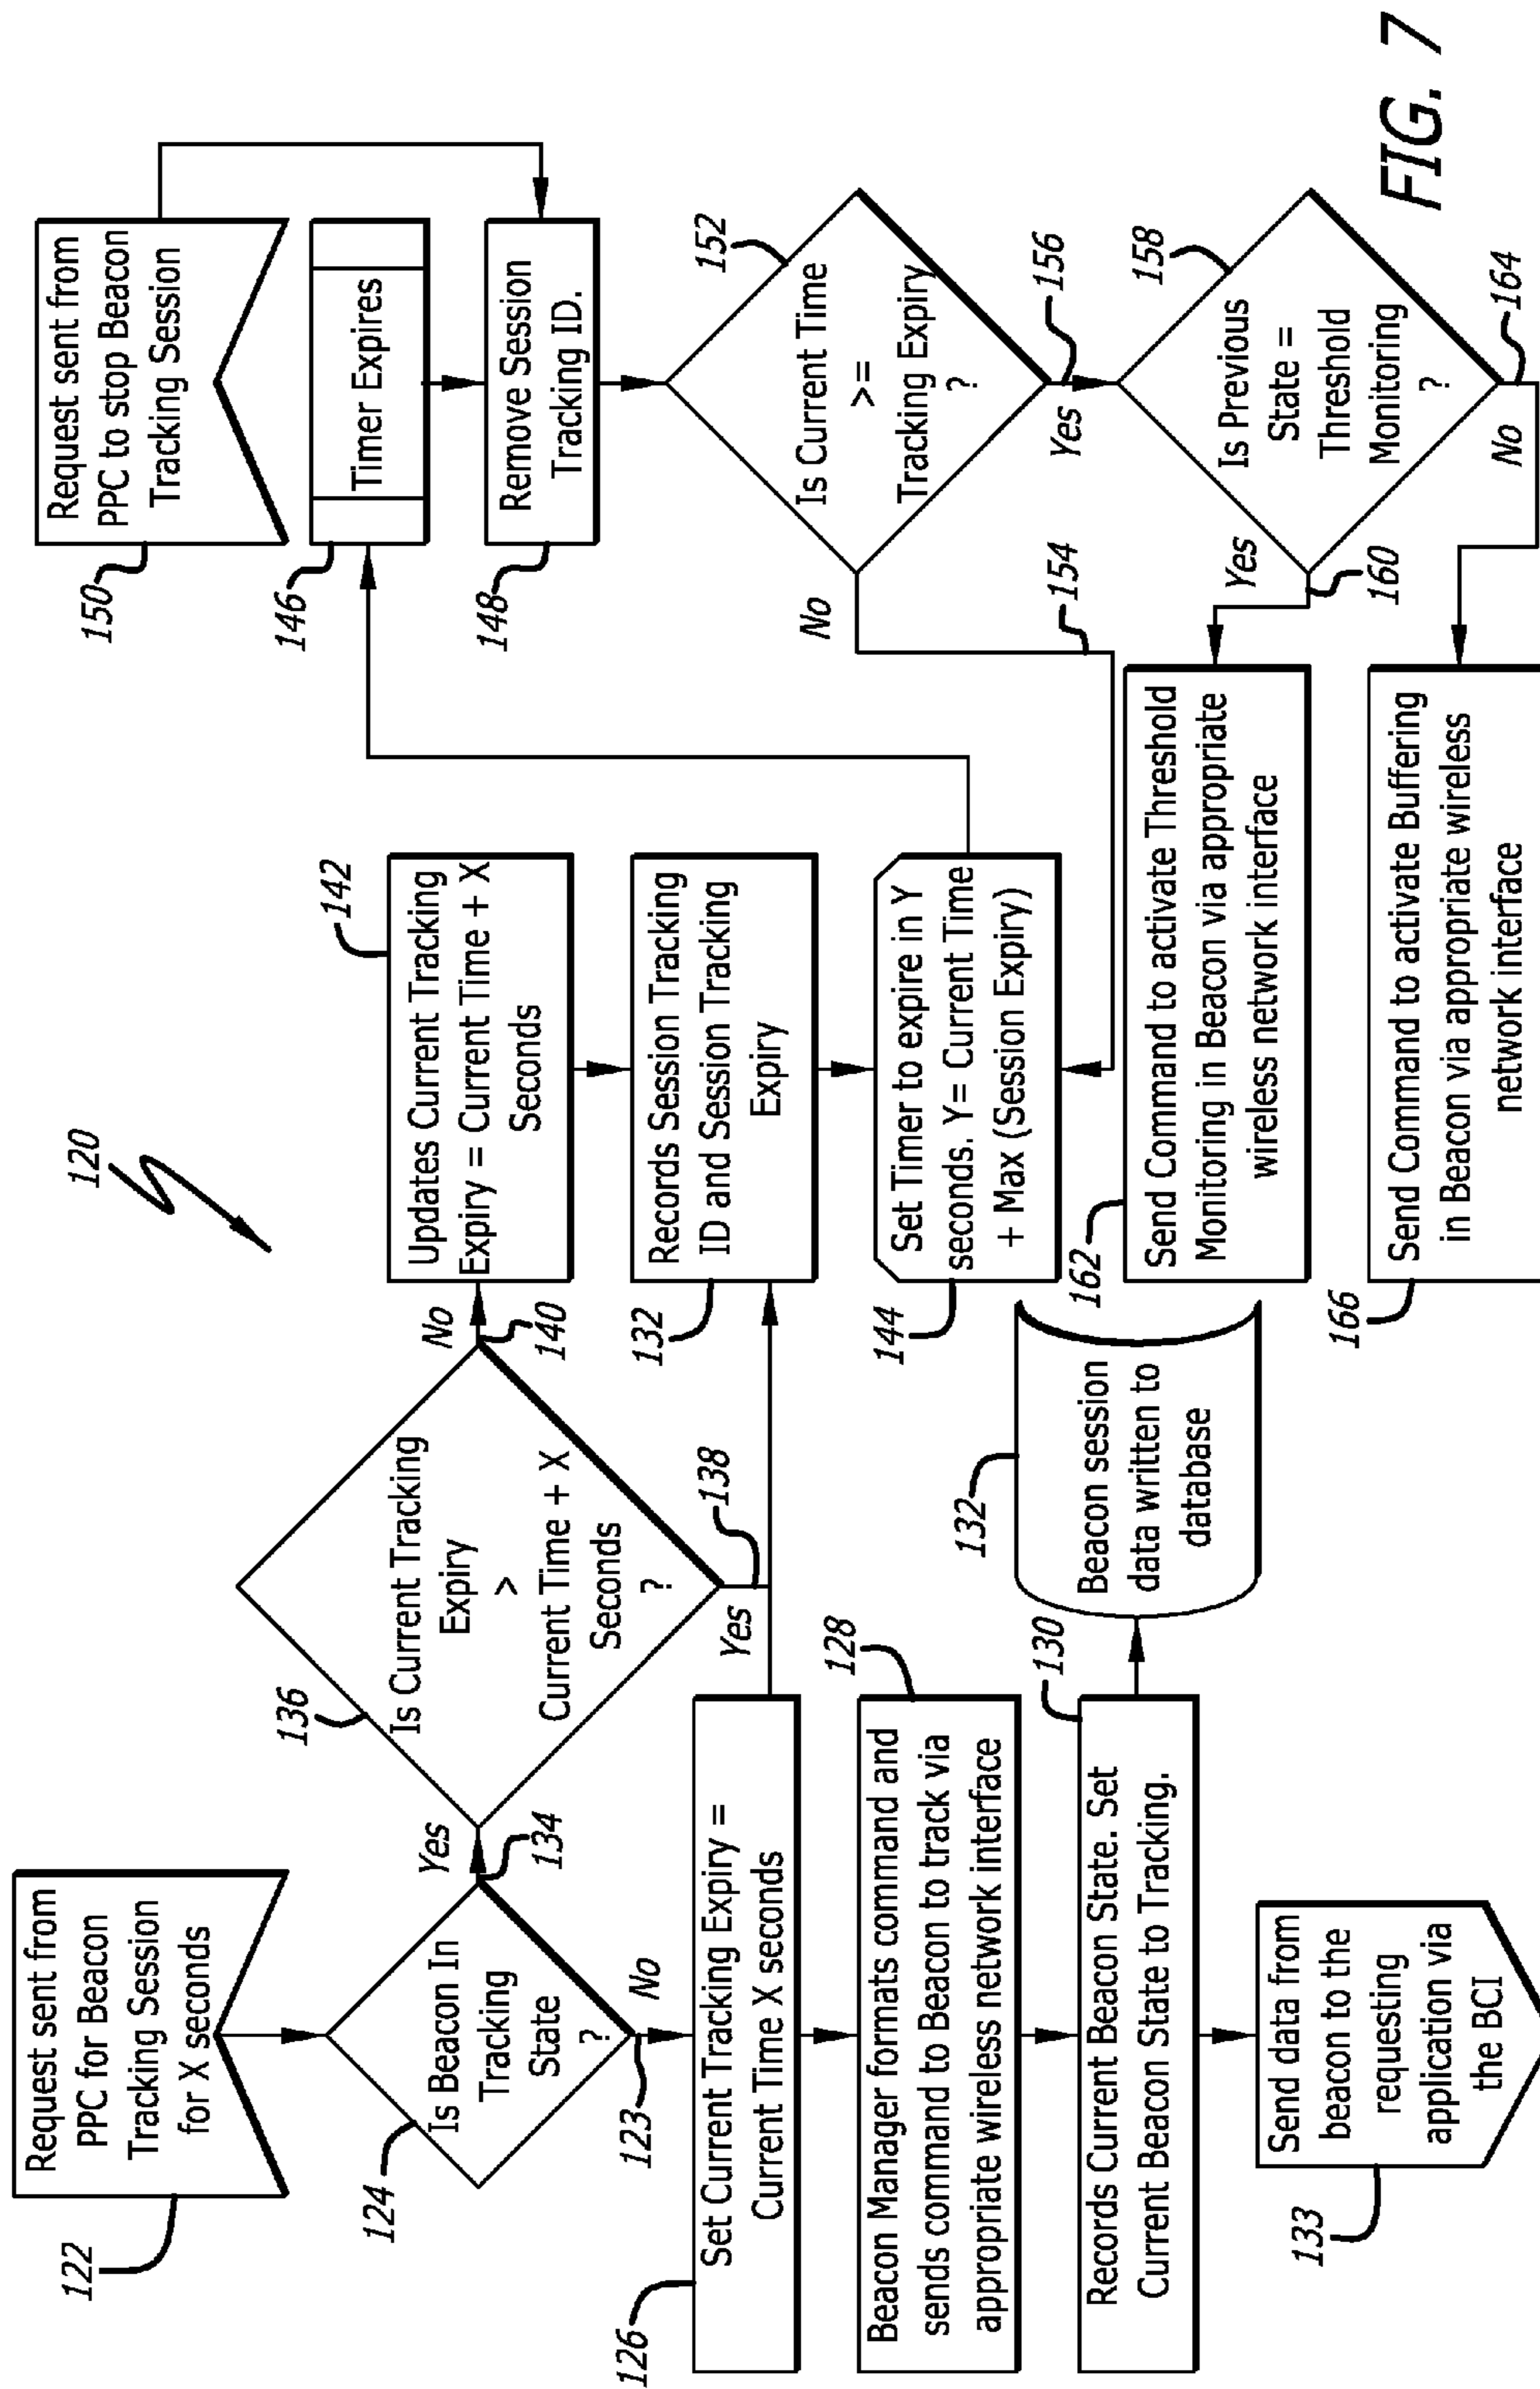 120
122
Request sent from
PPC for Beacon
Tracking Session
for X seconds
124
Is Beacon In
Tracking
State
?
Yes
134
No
123
126
Set Current Tracking Expiry =
Current Time X seconds
128
Beacon Manager formats command and
sends command to Beacon to track via
appropriate wireless network interface
130
Records Current Beacon State. Set
Current Beacon State to Tracking.
132
Beacon session
data written to
database
133
Send data from
beacon to the
requesting
application via
the BCI
136
Is Current Tracking
Expiry
>
Current Time + X
Seconds
?
Yes
138
No
140
142
Updates Current Tracking
Expiry = Current Time + X
Seconds
132
Records Session Tracking
ID and Session Tracking
Expiry
144
Set Timer to expire in Y
seconds. Y= Current Time
+ Max (Session Expiry)
150
Request sent from
PPC to stop Beacon
Tracking Session
146
Timer Expires
148
Remove Session
Tracking ID.
152
Is Current Time
>=
Tracking Expiry
?
No
154
Yes
156
158
Is Previous
State =
Threshold
Monitoring
?
Yes
160
No
164
162
Send Command to activate Threshold
Monitoring in Beacon via appropriate
wireless network interface
166
Send Command to activate Buffering
in Beacon via appropriate wireless
network interface
FIG. 7